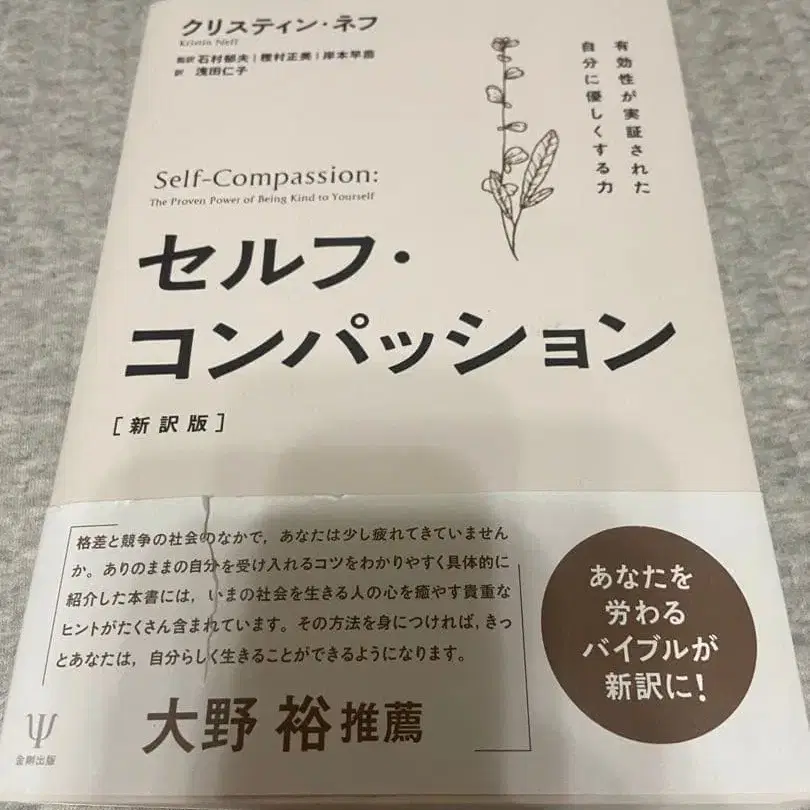 クリスティン・ネフ
Kristin Neff
監訳 石村郁夫|樫村正美|岸本早苗
訳 浅田仁子
有効性が実証された
自分に優しくする力
Self-Compassion:
The Proven Power of Being Kind to Yourself
セルフ・
コンパッション
[新訳版]
格差と競争の社会のなかで，あなたは少し疲れてきていません
か。ありのままの自分を受け入れるコツをわかりやすく具体的に
紹介した本書には，いまの社会を生きる人の心を癒やす貴重な
ヒントがたくさん含まれています。その方法を身につければ，きっ
とあなたは，自分らしく生きることができるようになります。
大野 裕 推薦
あなたを
労わる
バイブルが
新訳に!
金剛出版